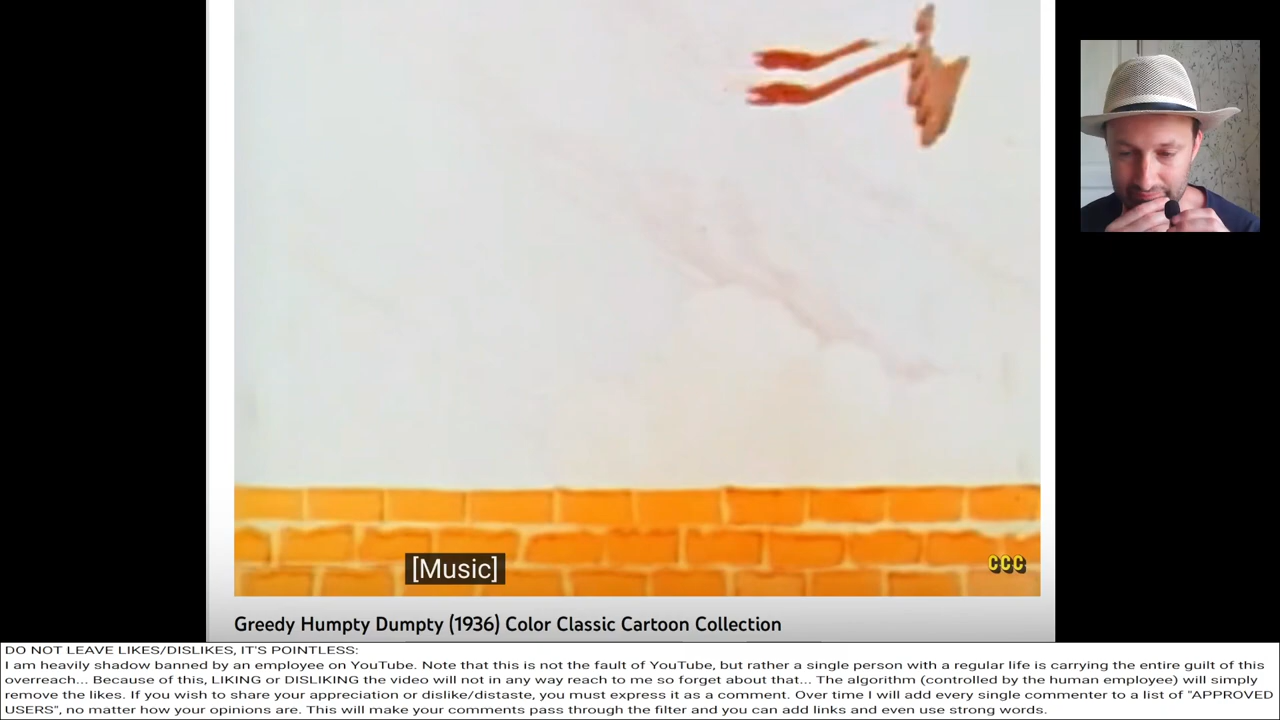 [Music]
CCC
Greedy Humpty Dumpty (1936) Color Classic Cartoon Collection
DO NOT LEAVE LIKES/DISLIKES, IT'S POINTLESS:
I am heavily shadow banned by an employee on YouTube. Note that this is not the fault of YouTube, but rather a single person with a regular life is carrying the entire guilt of this
overreach... Because of this, LIKING or DISLIKING the video will not in any way reach to me so forget about that... The algorithm (controlled by the human employee) will simply
remove the likes. If you wish to share your appreciation or dislike/distaste, you must express it as a comment. Over time I will add every single commenter to a list of "APPROVED
USERS", no matter how your opinions are. This will make your comments pass through the filter and you can add links and even use strong words.